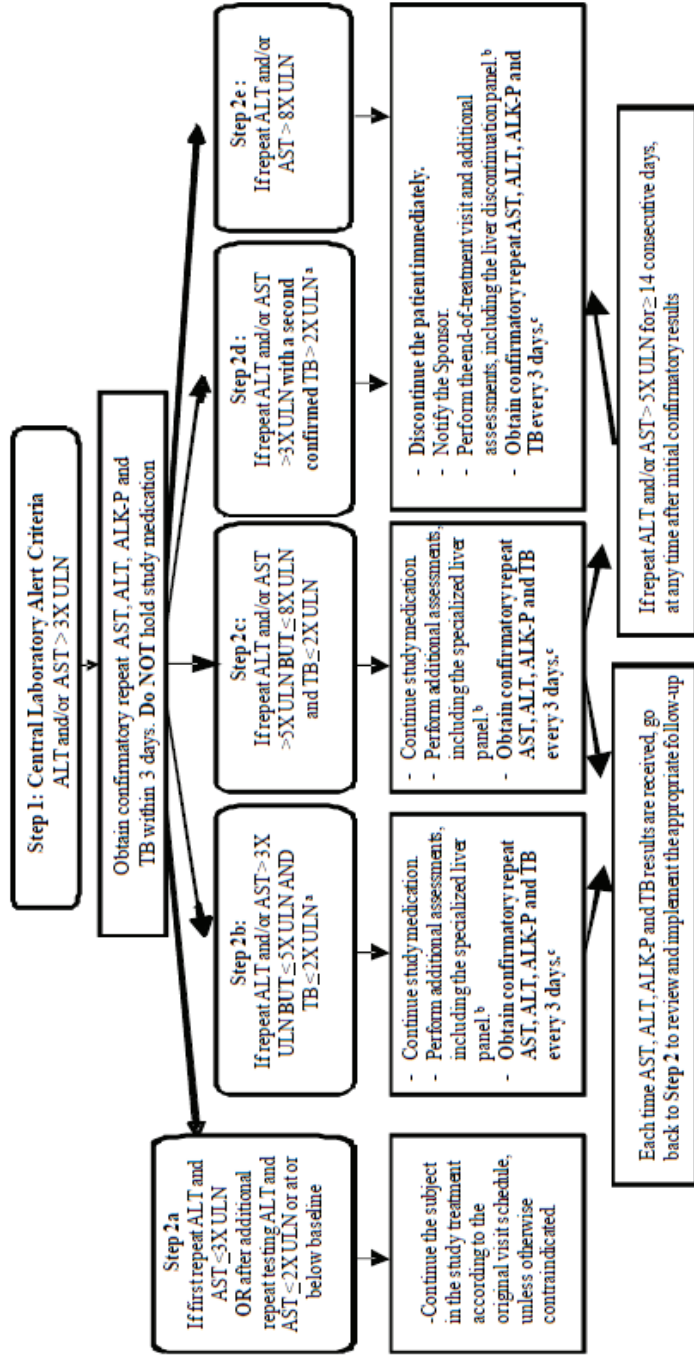 Step 1: Central Laboratory Alert Criteria
ALT and/or AST > 3X ULN
Obtain confirmatory repeat AST, ALT, ALK-P and
TB within 3 days. Do NOT hold study medication
Step 2a
If first repeat ALT and
AST ≤3X ULN
OR after additional
repeat testing ALT and
AST ≤2X ULN or at or
below baseline
Step 2b:
If repeat ALT and/or AST> 3X
ULN BUT ≤5X ULN AND
TB ≤2X ULNᵃ
Step 2c:
If repeat ALT and/or AST
>5X ULN BUT ≤ 8X ULN
and TB ≤ 2X ULN
Step 2d:
If repeat ALT and/or AST
>3X ULN with a second
confirmed TB > 2X ULNᵃ
Step 2e :
If repeat ALT and/or
AST > 8X ULN
-Continue the subject
in the study treatment
according to the
original visit schedule,
unless otherwise
contraindicated.
- Continue study medication.
- Perform additional assessments,
including the specialized liver
panel.ᵇ
- Obtain confirmatory repeat
AST, ALT, ALK-P and TB
every 3 days.ᶜ
- Continue study medication.
- Perform additional assessments,
including the specialized liver
panel.ᵇ
- Obtain confirmatory repeat
AST, ALT, ALK-P and TB
every 3 days.ᶜ
- Discontinue the patient immediately.
- Notify the Sponsor.
- Perform the end-of-treatment visit and additional
assessments, including the liver discontinuation panel.ᵇ
- Obtain confirmatory repeat AST, ALT, ALK-P and
TB every 3 days.ᶜ
Each time AST, ALT, ALK-P and TB results are received, go
back to Step 2 to review and implement the appropriate follow-up
If repeat ALT and/or AST > 5X ULN for ≥ 14 consecutive days,
at any time after initial confirmatory results